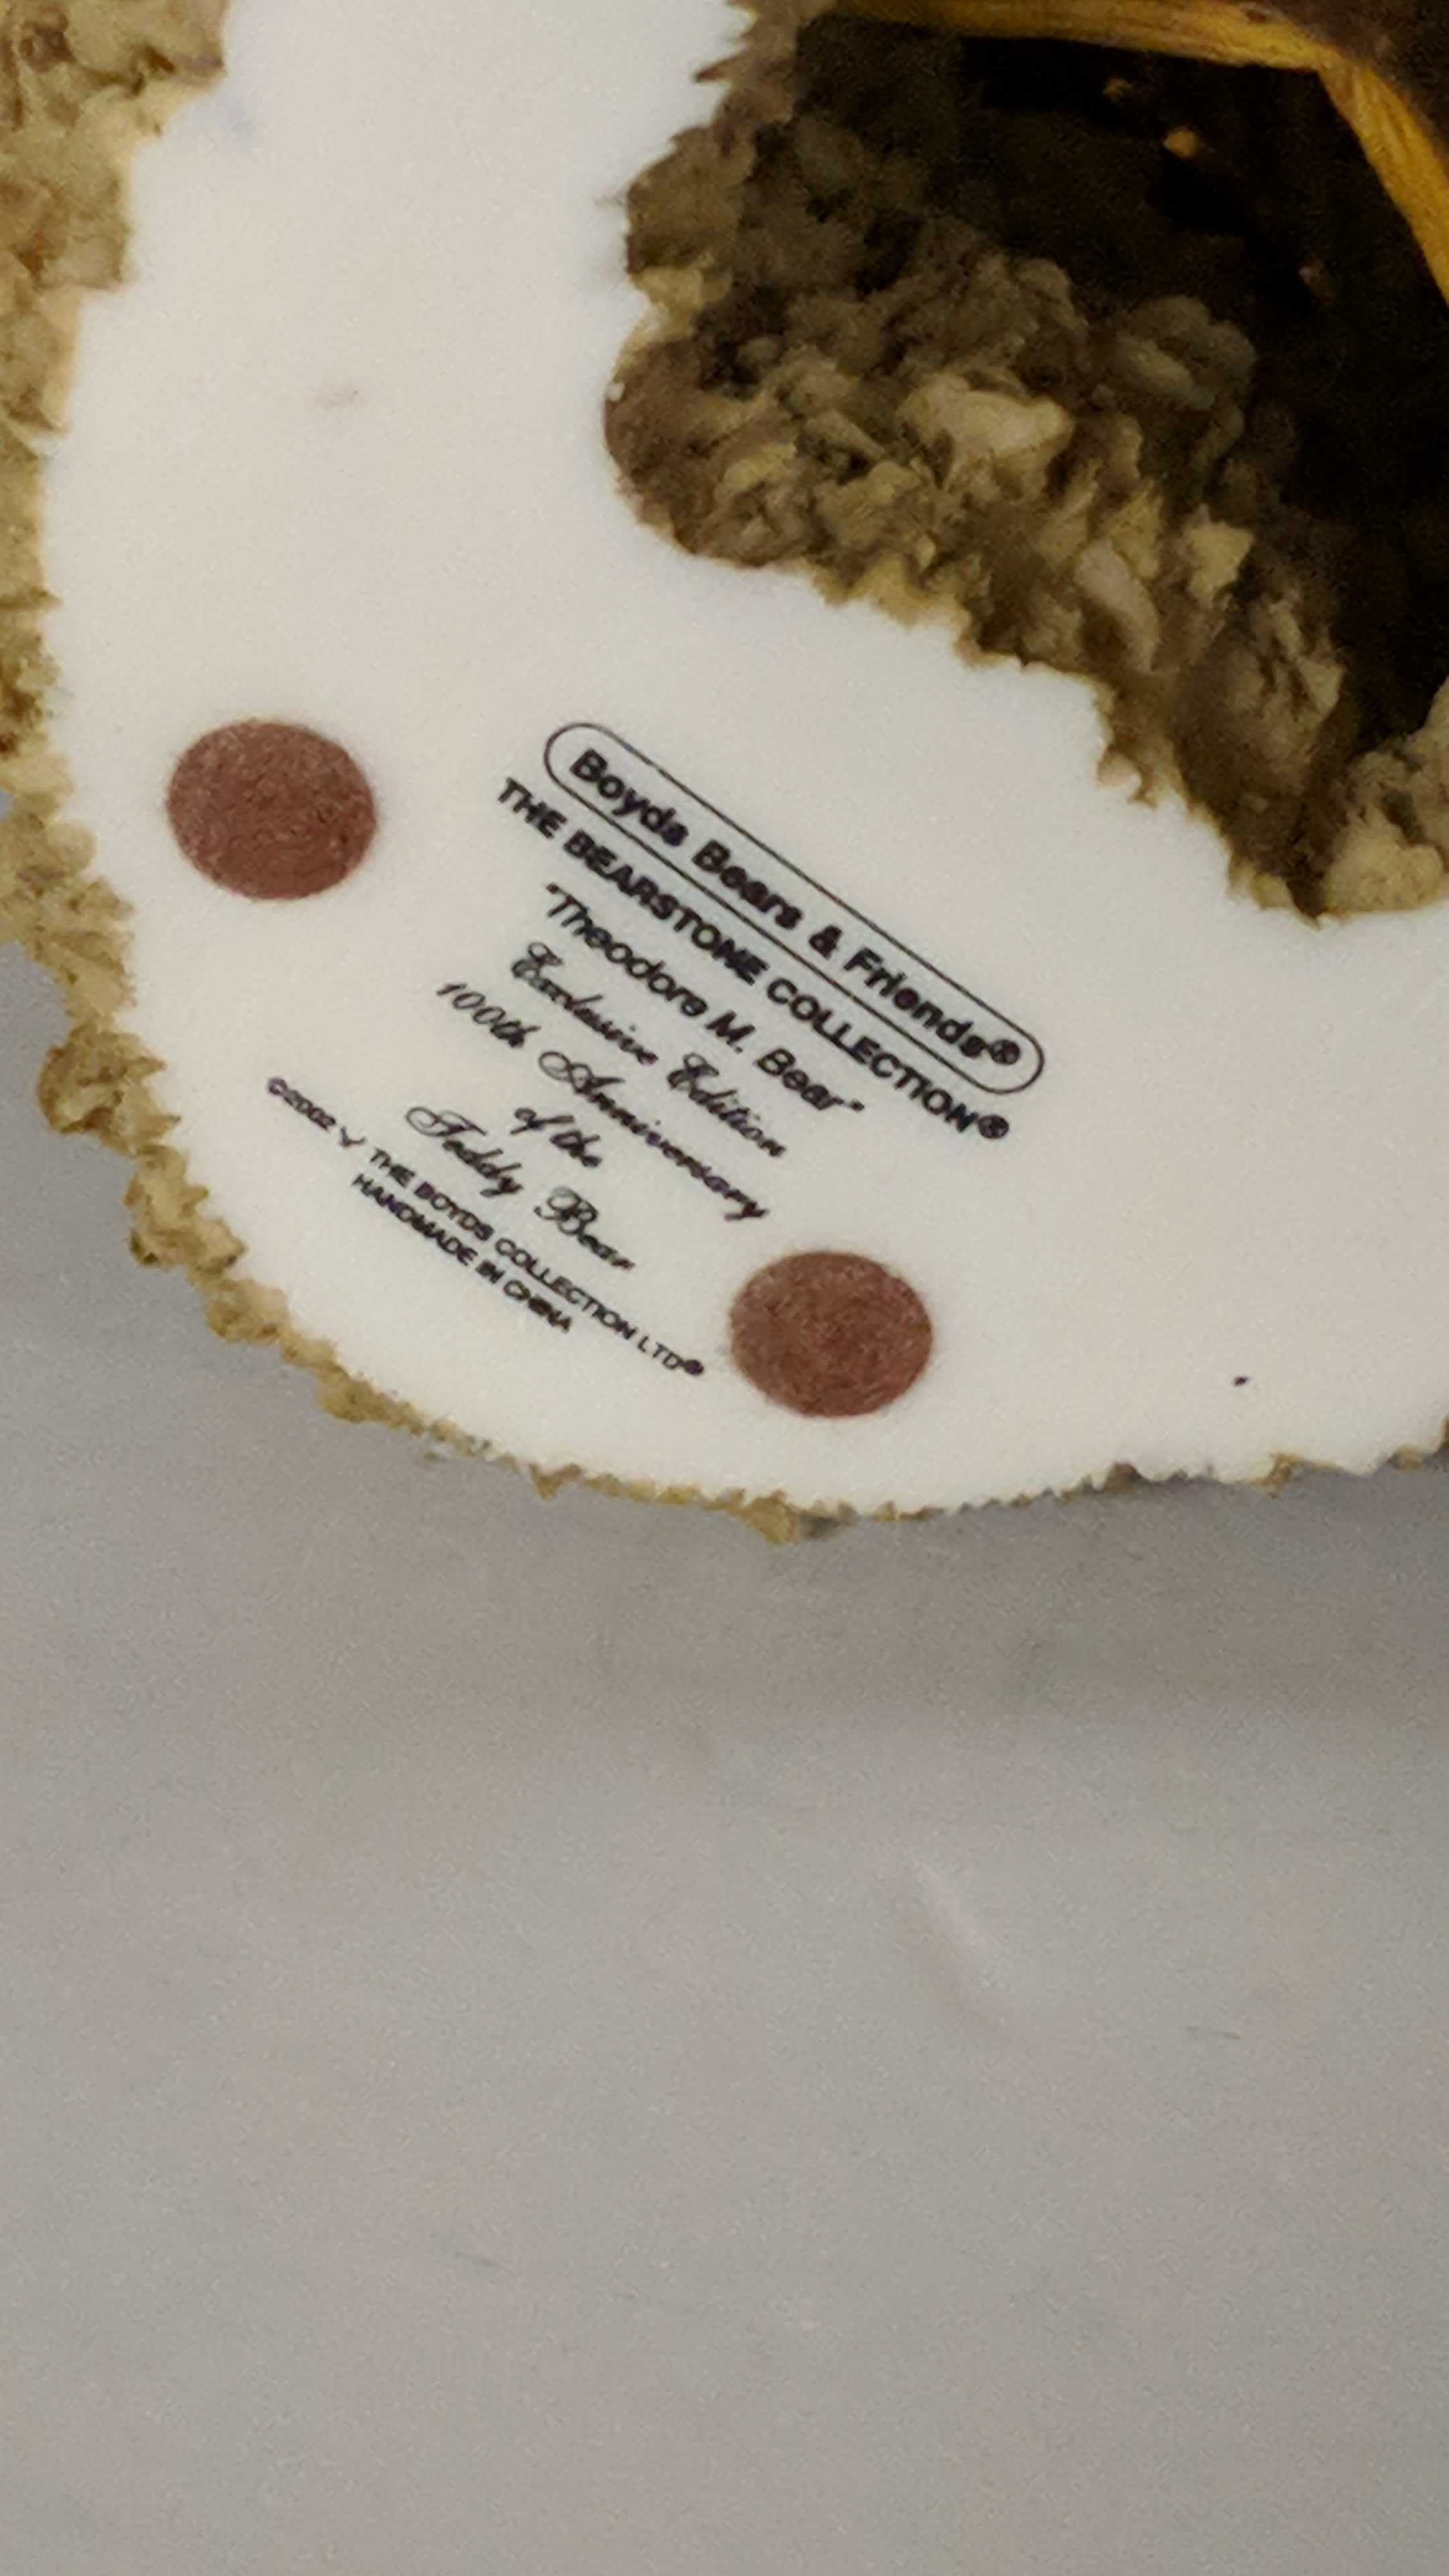 Boyds Bears & Friends®
THE BEARSTONE COLLECTION®
"Theodore M. Bear"
Exclusive Edition
100th Anniversary
of the
Teddy Bear
©2002 THE BOYDS COLLECTION LTD®
HANDMADE IN CHINA